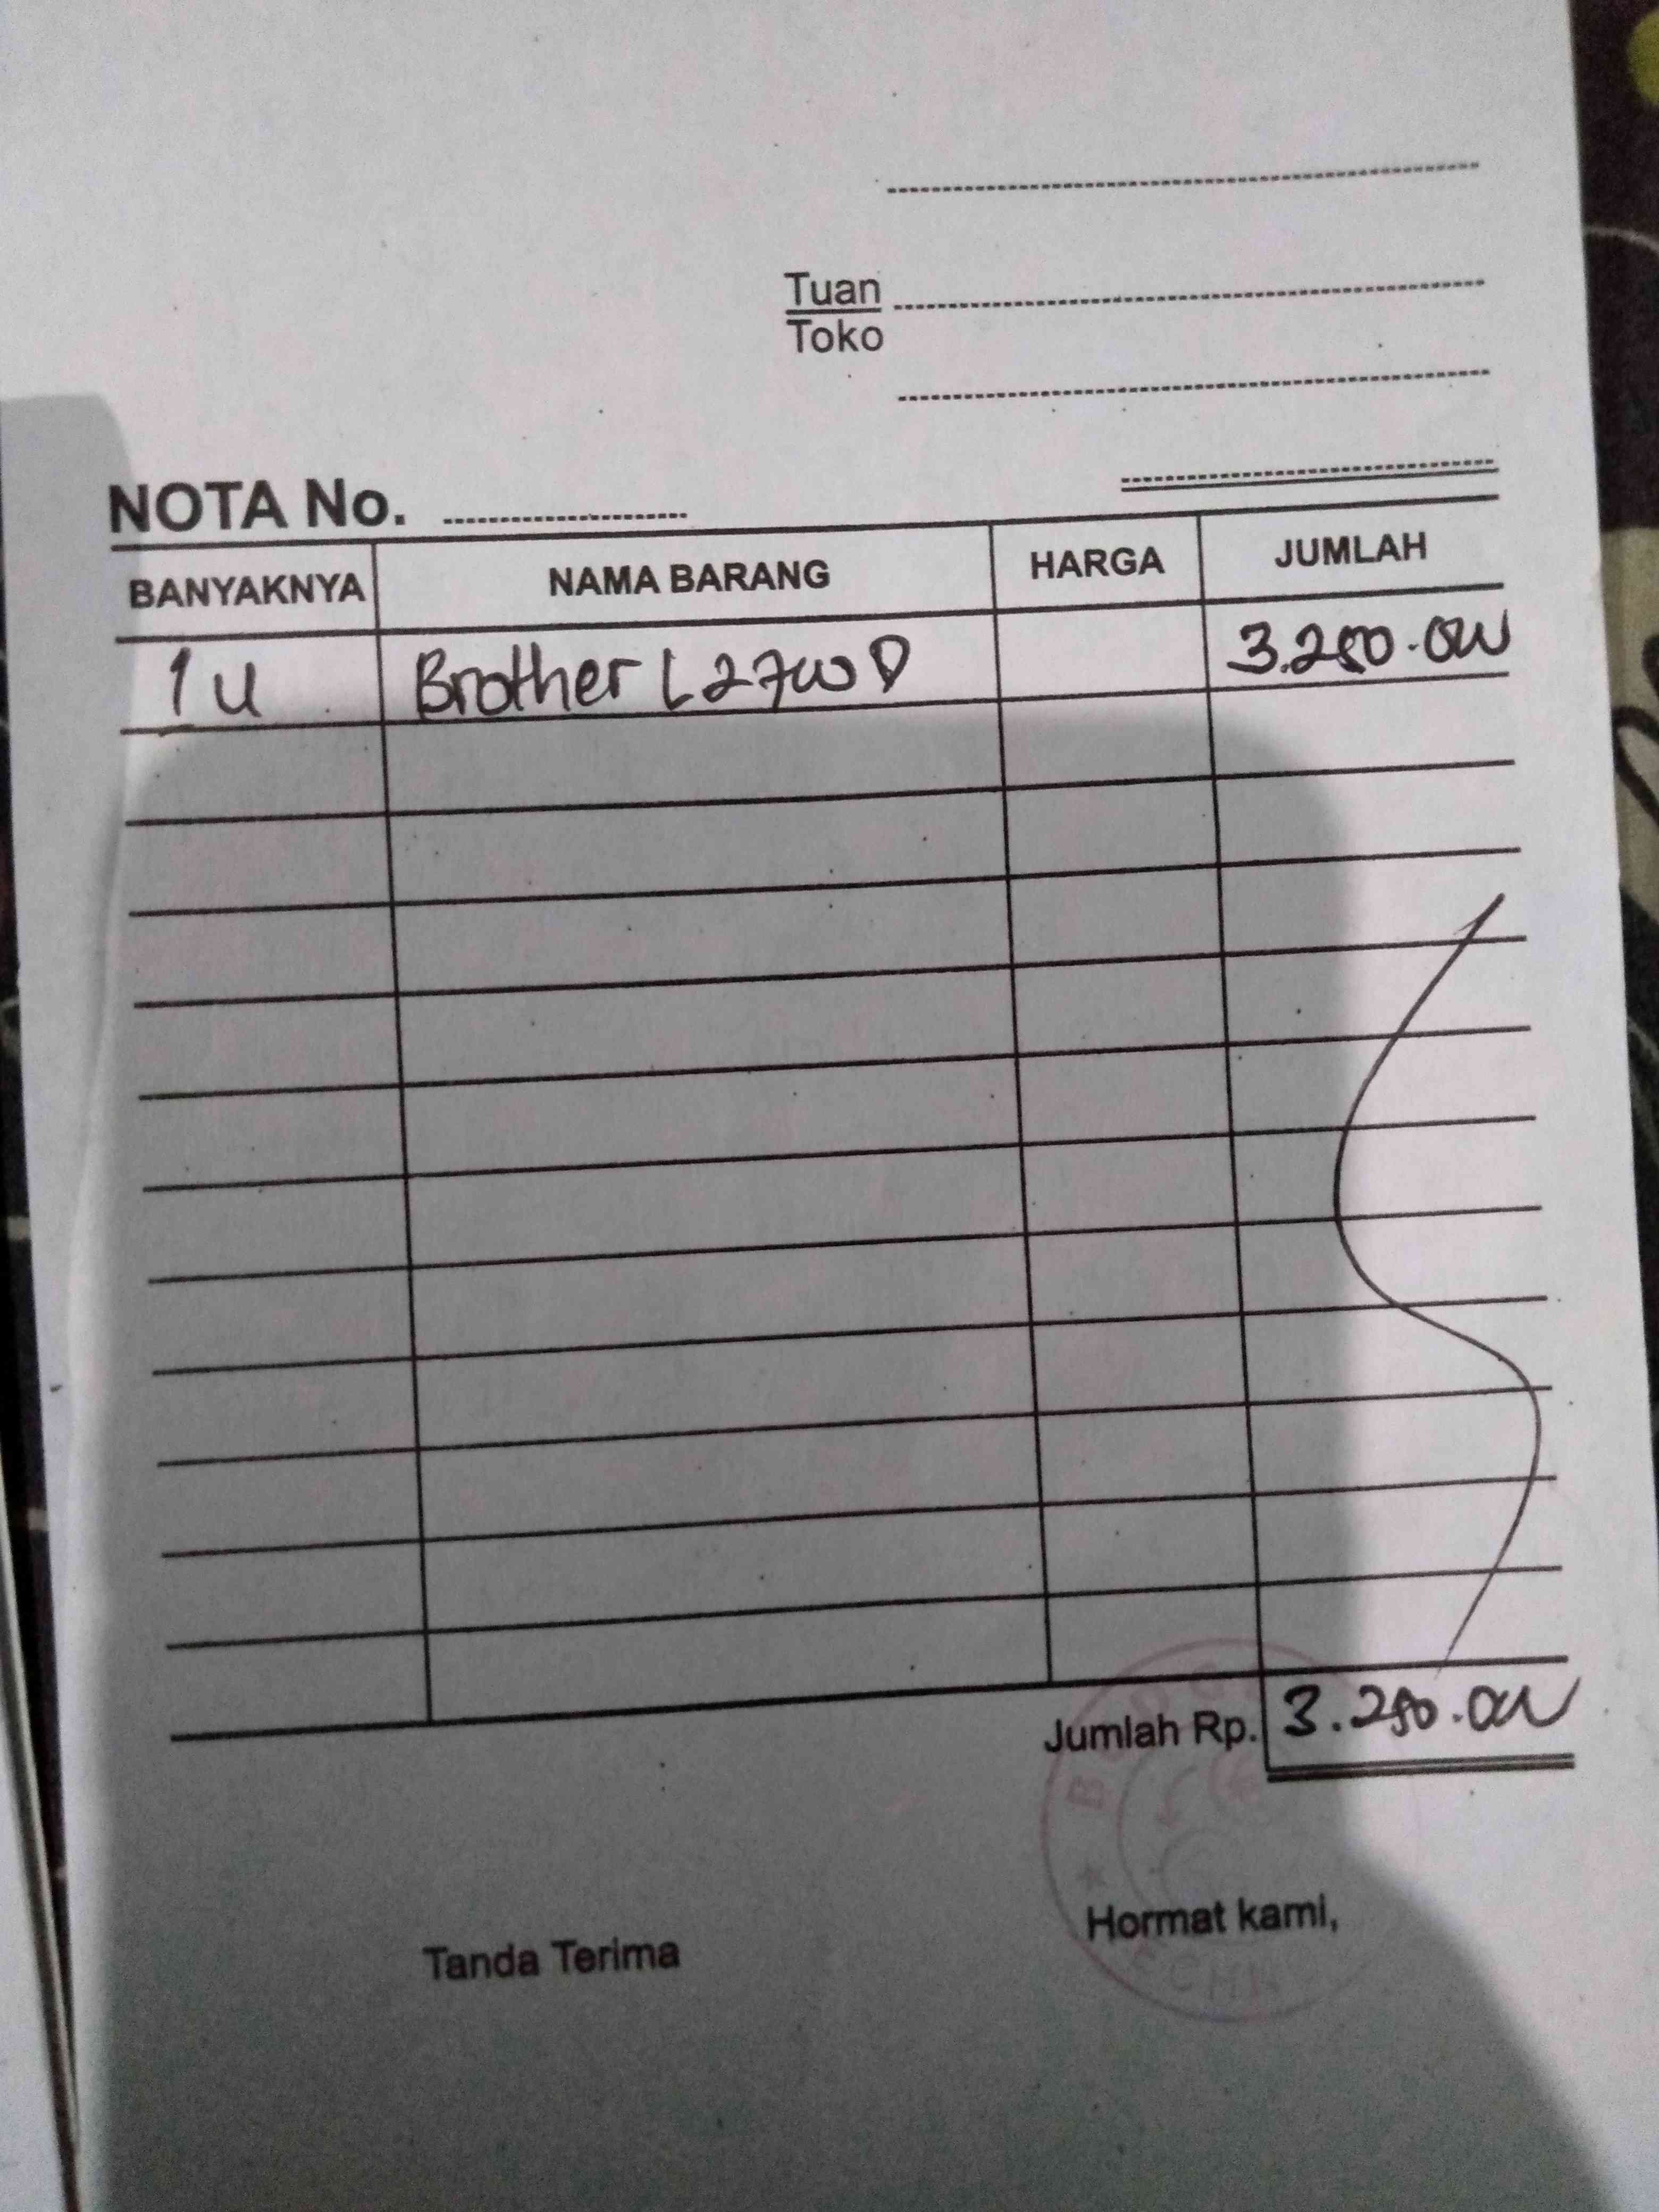 Tuan
Toko
NOTA No.
BANYAKNYA NAMA BARANG HARGA JUMLAH
1 u Brother L2700D 3.250.000
Jumlah Rp. 3.250.000
Tanda Terima Hormat kami,